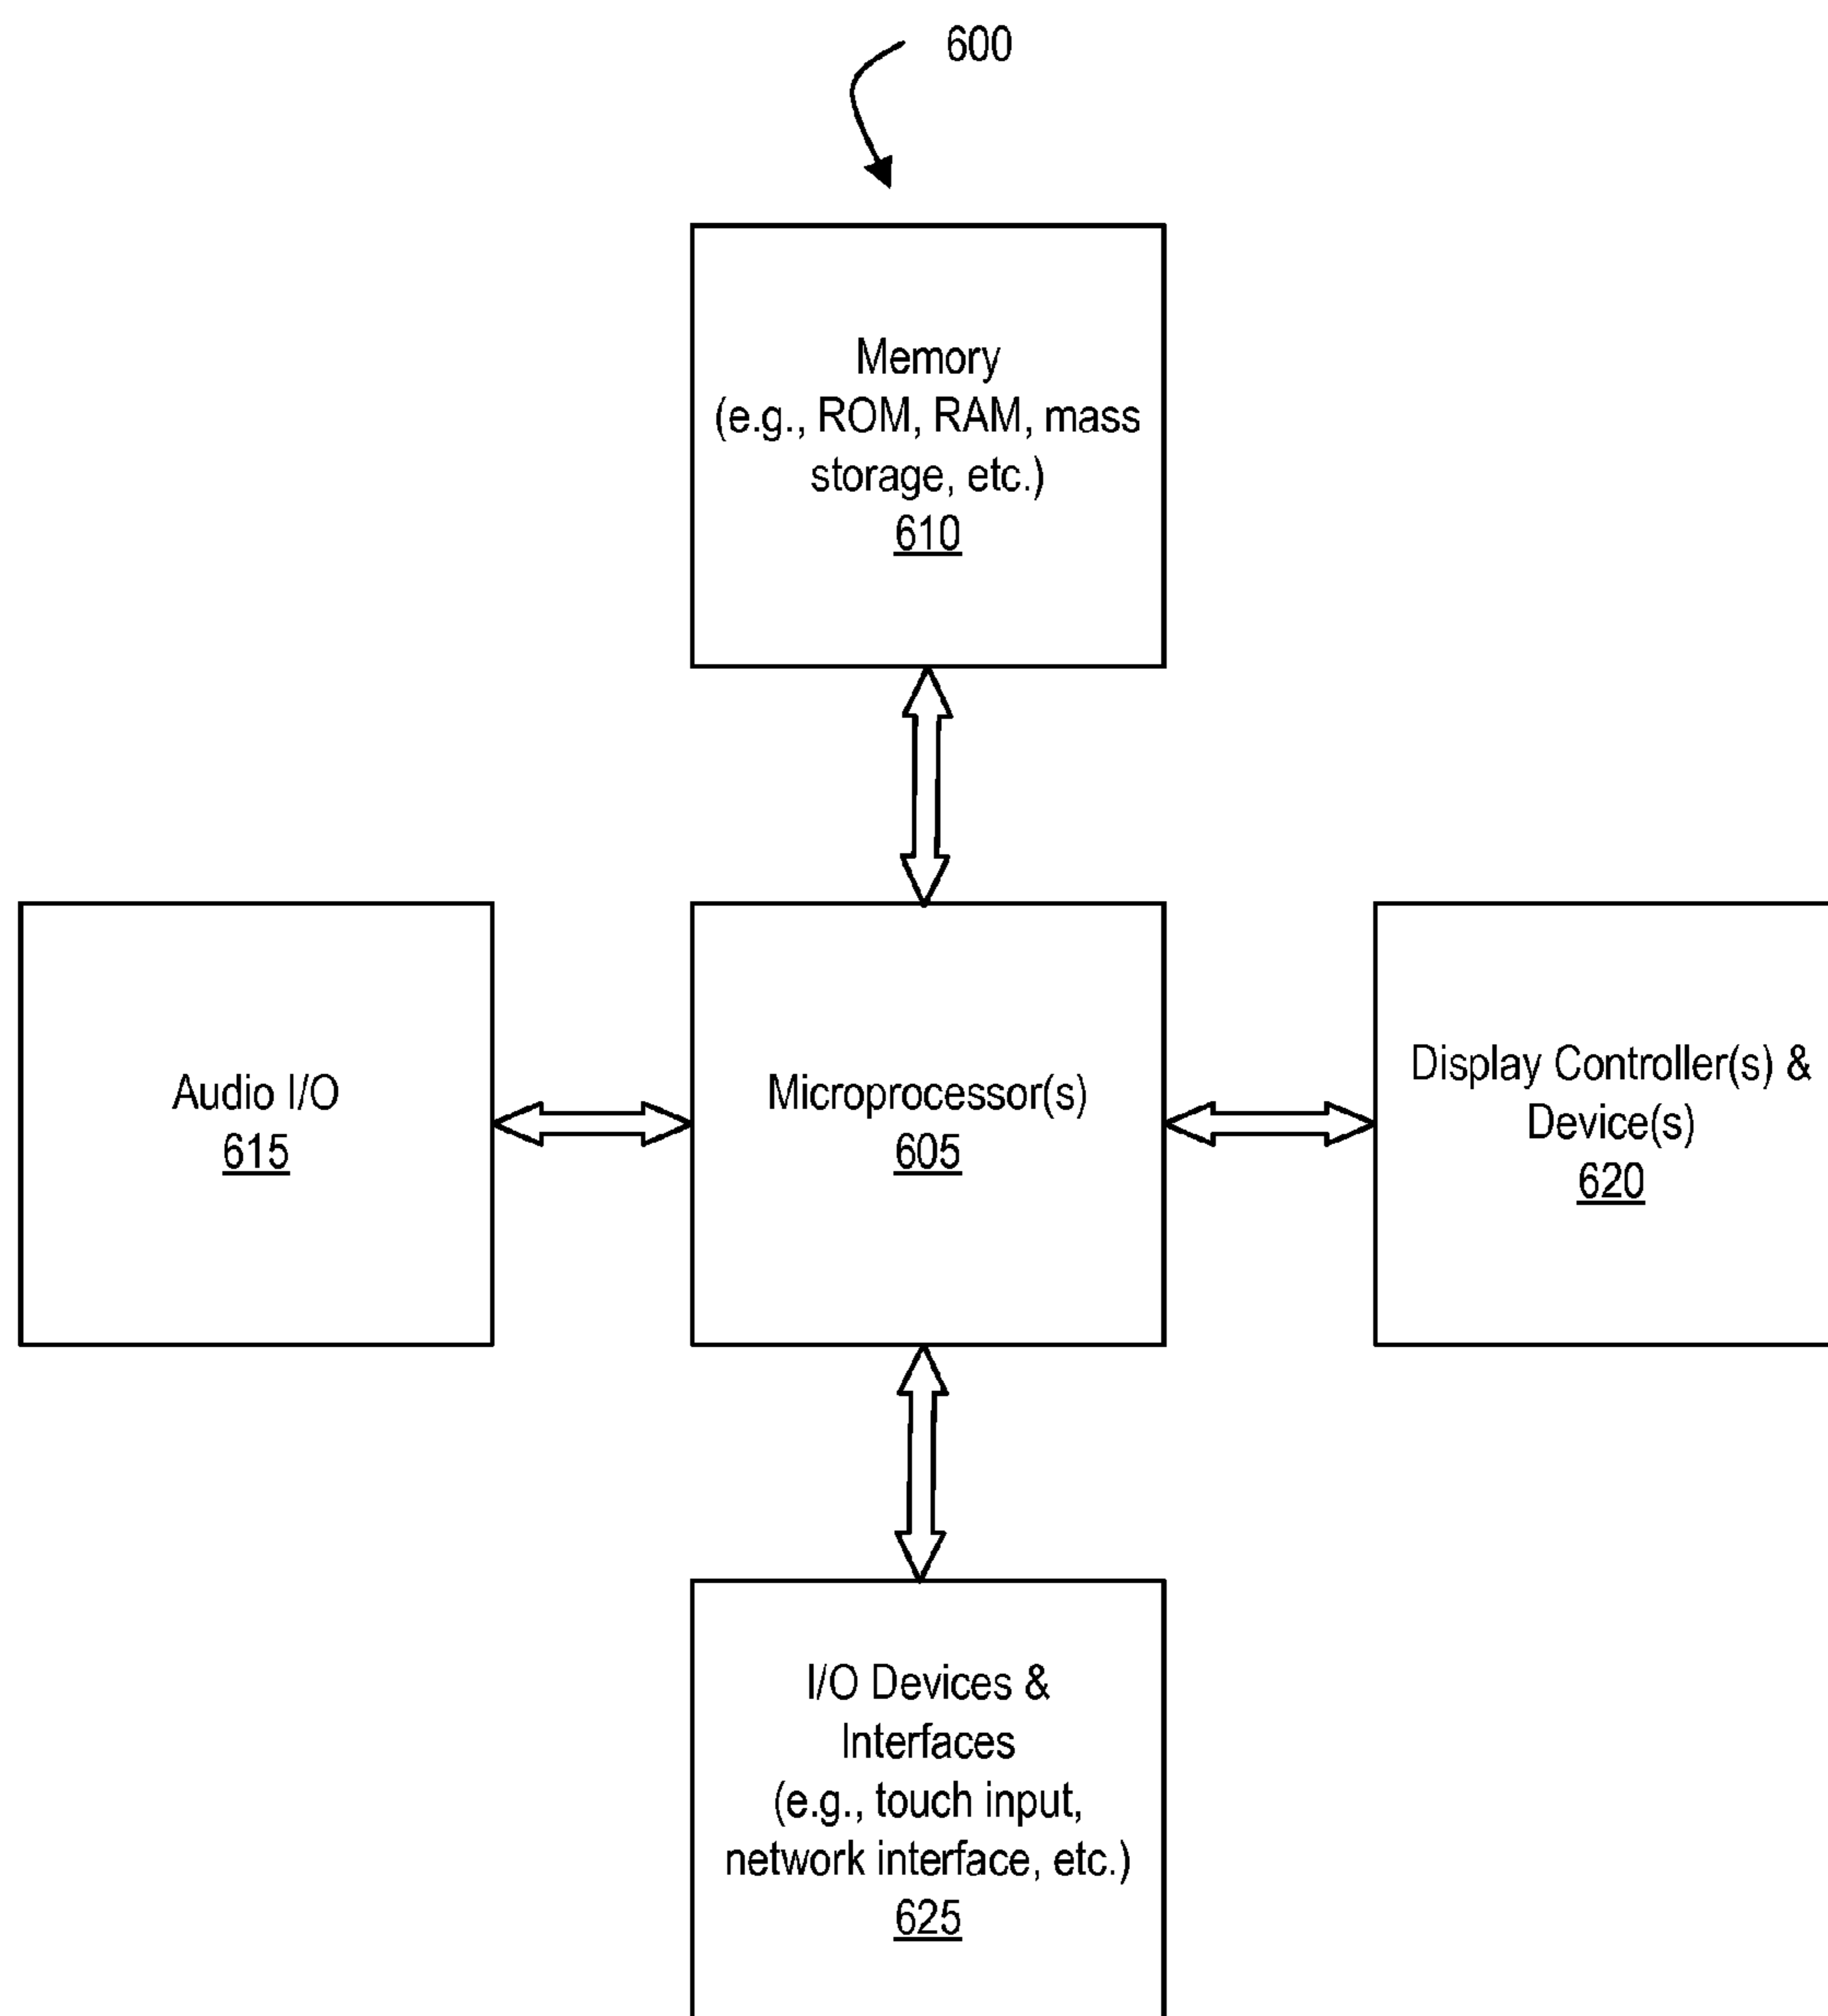 600
Memory
(e.g., ROM, RAM, mass
storage, etc.)
610
Audio I/O
615
Microprocessor(s)
605
Display Controller(s) &
Device(s)
620
I/O Devices &
Interfaces
(e.g., touch input,
network interface, etc.)
625